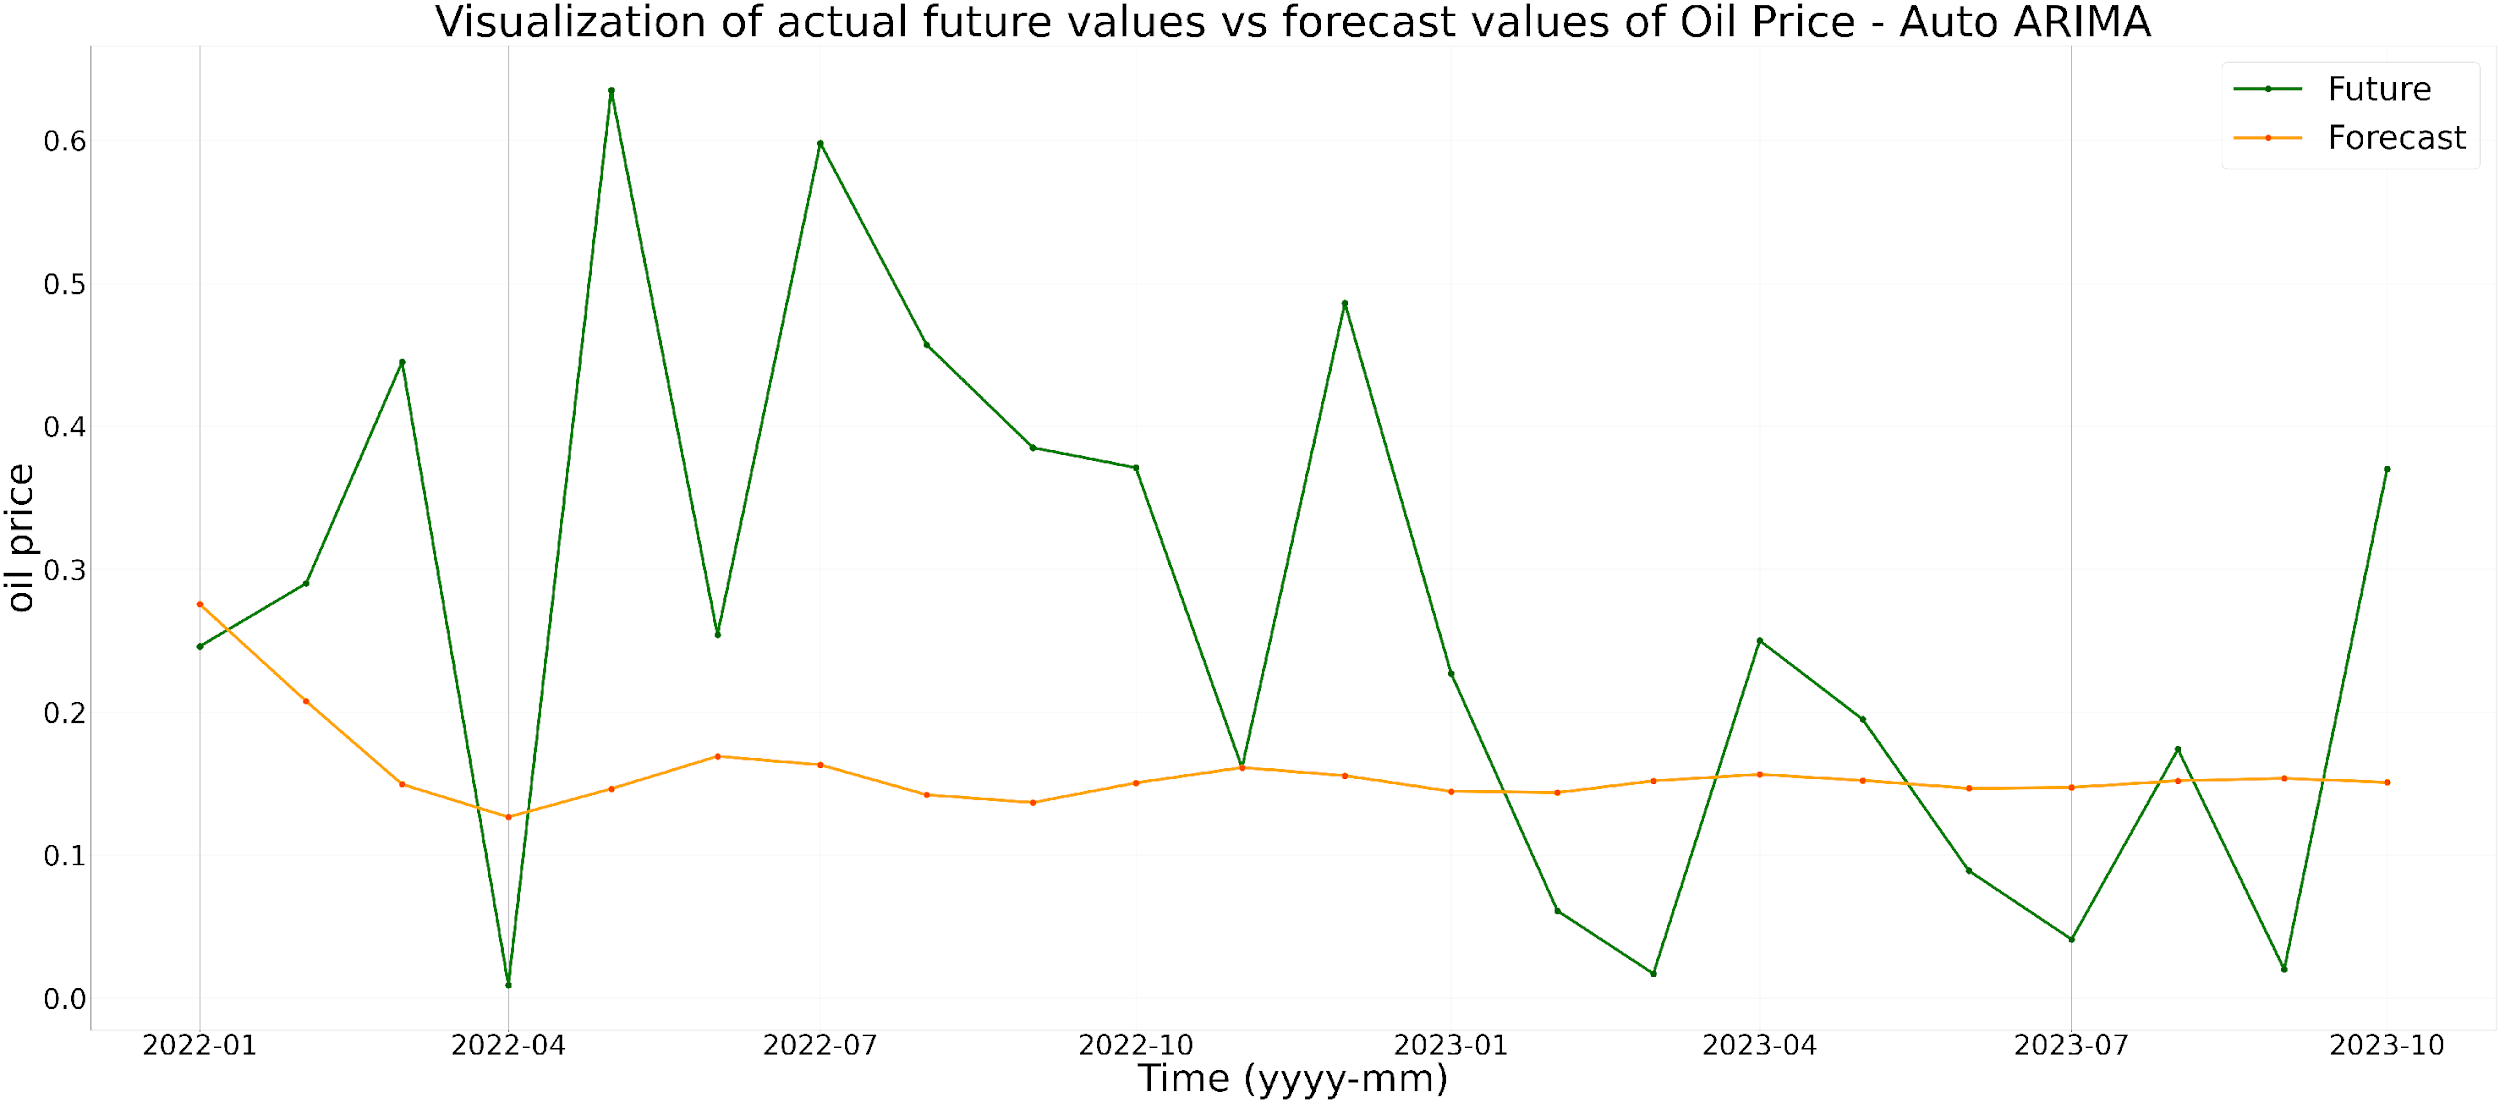 Visualization of actual future values vs forecast values of Oil Price - Auto ARIMA
Future
Forecast
0.6
0.5
0.4
0.3
0.2
0.1
0.0
oil price
2022-01 2022-04 2022-07 2022-10 2023-01 2023-04 2023-07 2023-10
Time (yyyy-mm)